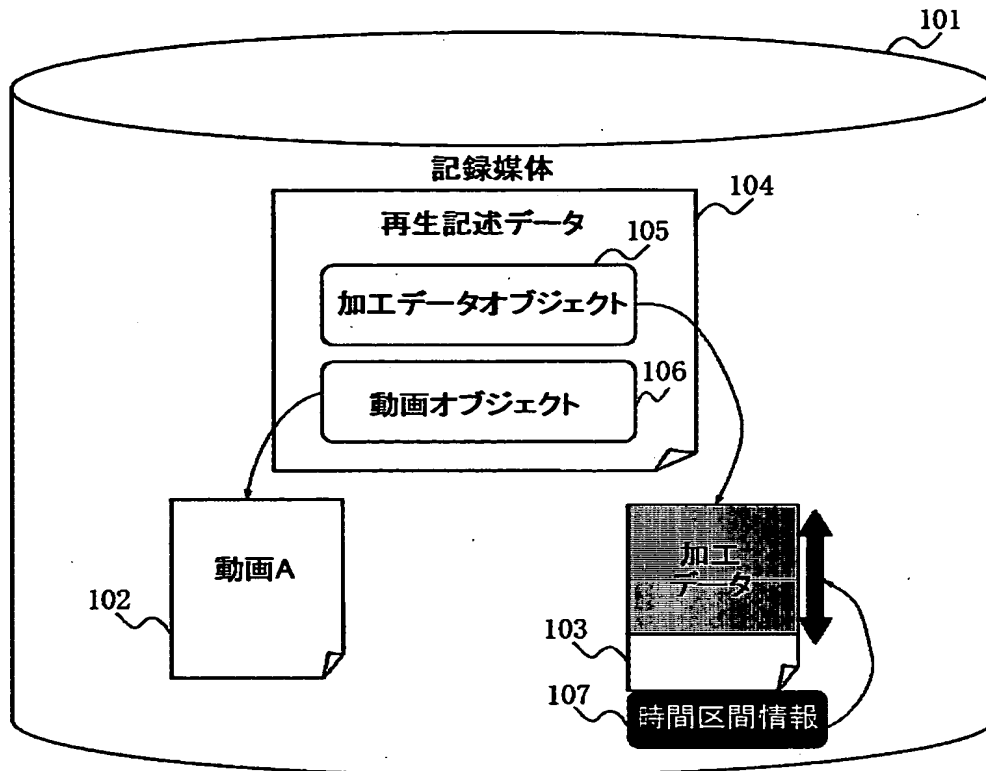 101
記録媒体
104
再生記述データ
105
加工データオブジェクト
106
動画オブジェクト
動画A
102
加工
データ
103
107
時間区間情報